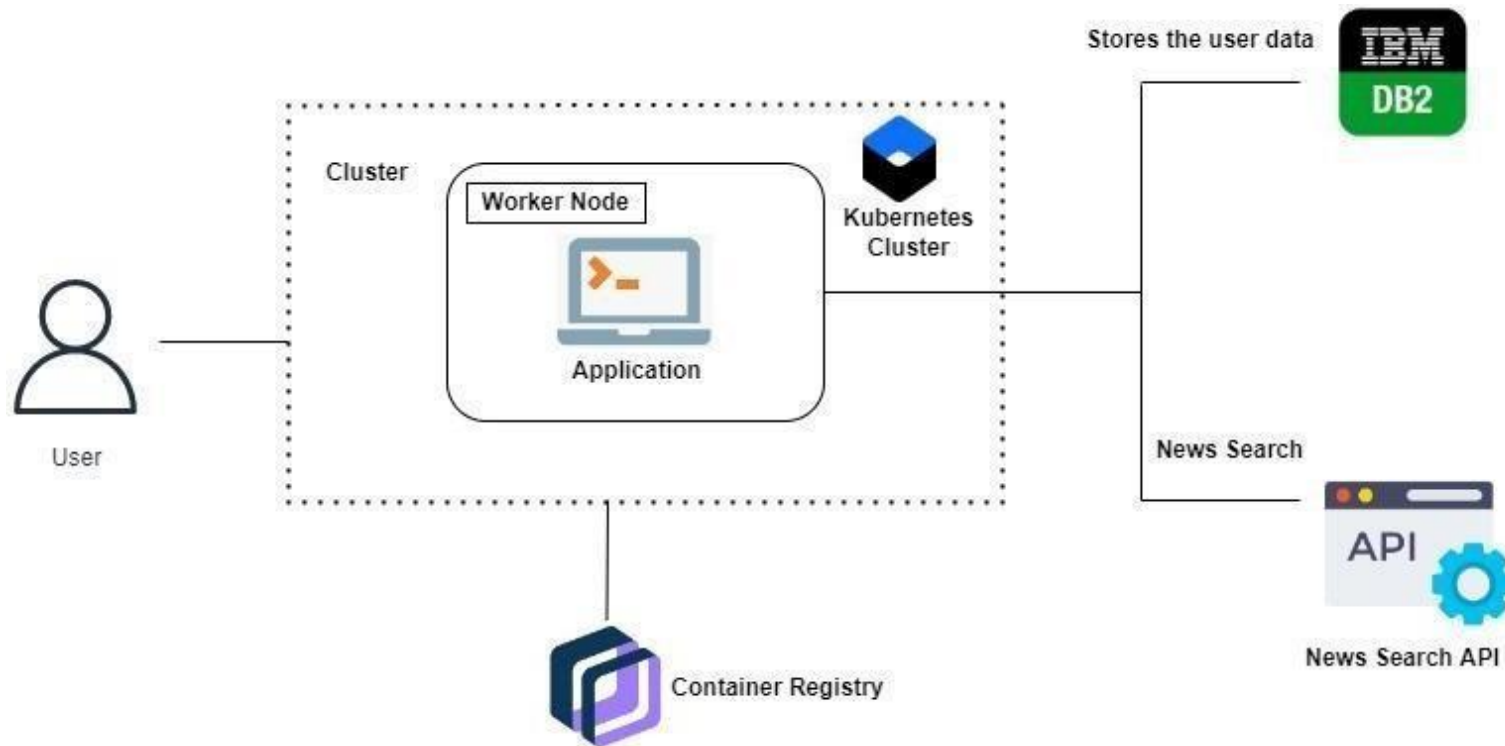 Stores the user data
IBM
DB2
Cluster
Worker Node
Kubernetes
Cluster
Application
User
News Search
API
News Search API
Container Registry